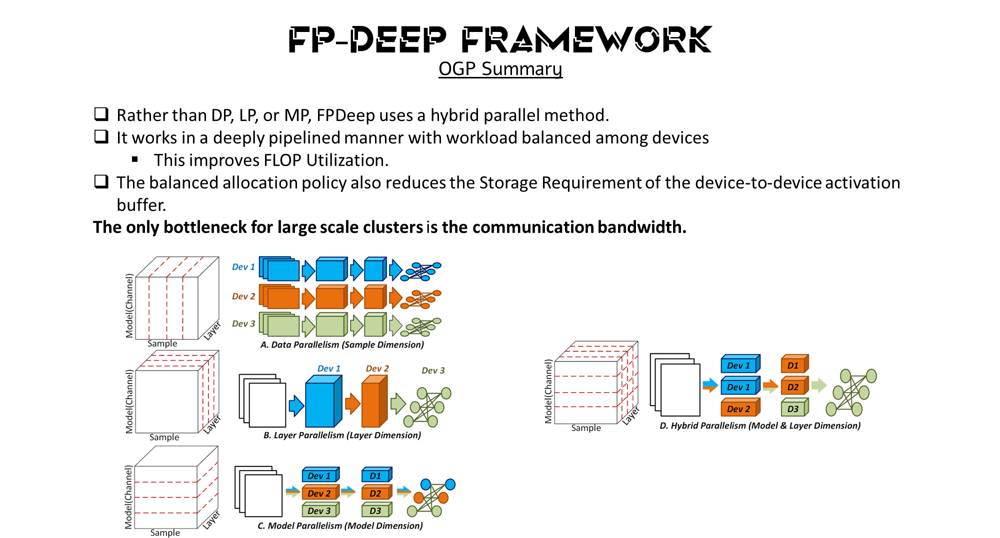 FP-DEEP FRAMEWORK
OGP Summary
Rather than DP, LP, or MP, FPDeep uses a hybrid parallel method.
It works in a deeply pipelined manner with workload balanced among devices
This improves FLOP Utilization.
The balanced allocation policy also reduces the Storage Requirement of the device-to-device activation
buffer.
The only bottleneck for large scale clusters is the communication bandwidth.
Model(Channel)
Sample
Layer
Dev 1
Dev 2
Dev 3
A. Data Parallelism (Sample Dimension)
Model(Channel)
Sample
Layer
Dev 1
Dev 2
Dev 3
B. Layer Parallelism (Layer Dimension)
Model(Channel)
Sample
Layer
Dev 1
D1
Dev 2
D2
Dev 3
D3
C. Model Parallelism (Model Dimension)
Model(Channel)
Sample
Layer
Dev 1
D1
Dev 1
D2
Dev 2
D3
D. Hybrid Parallelism (Model & Layer Dimension)